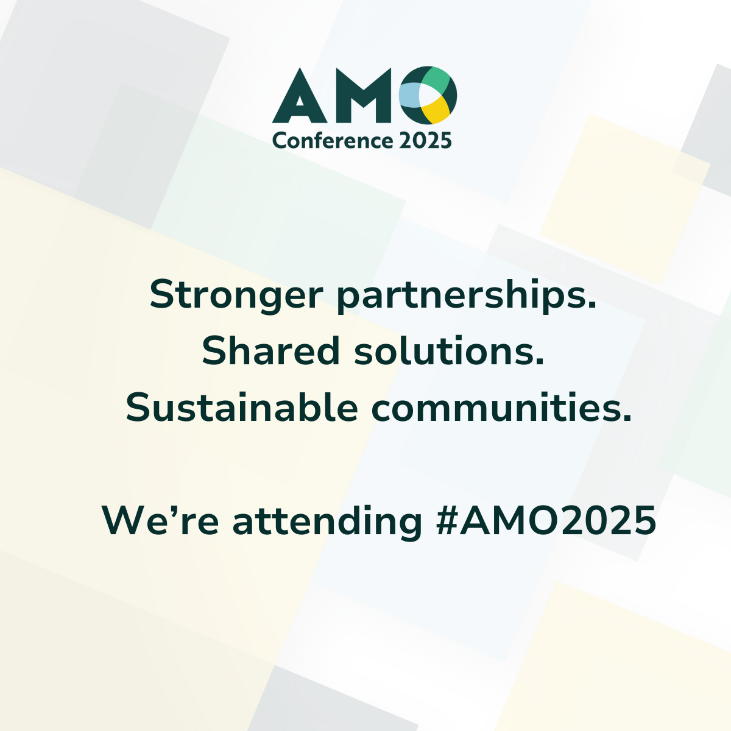 AMO
Conference 2025
Stronger partnerships.
Shared solutions.
Sustainable communities.
We’re attending #AMO2025